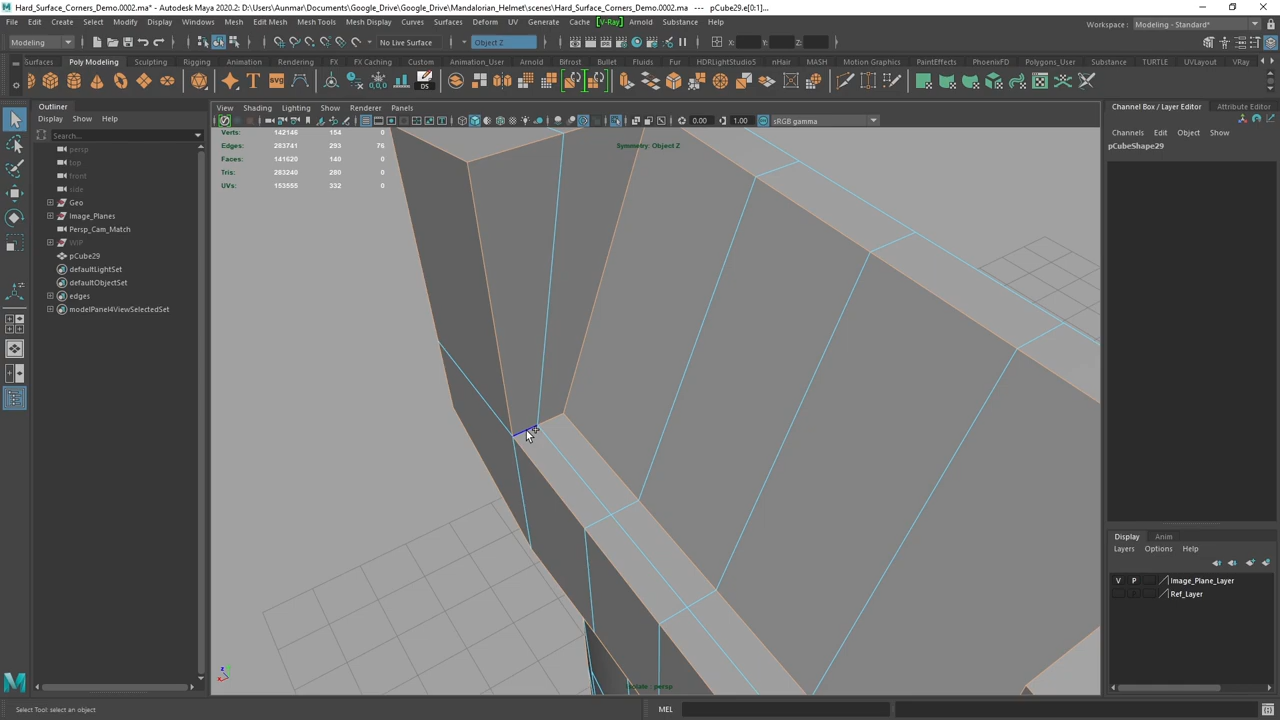 Hard_Surface_Corners_Demo.0002.ma* - Autodesk Maya 2020.2: D:\Users\Aunmar\Documents\Google_Drive\Google_Drive\Mandalorian_Helmet\scenes\Hard_Surface_Corners_Demo.0002.ma --- pCube29.e[0:1]...
File Edit Create Select Modify Display Windows Mesh Edit Mesh Mesh Tools Mesh Display Curves Surfaces Deform UV Generate Cache [V-Ray] Arnold Substance Help
Workspace : Modeling - Standard*
Modeling No Live Surface Object Z X: Y: Z:
Surfaces Poly Modeling Sculpting Rigging Animation Rendering FX FX Caching Custom Animation_User Arnold Bifrost Bullet Fluids Fur HDRLightStudio5 nHair MASH Motion Graphics PaintEffects PhoenixFD Polygons_User Substance TURTLE UVLayout VRay
T SVG DS
Outliner
Display Show Help
Search...
persp
top
front
side
Geo
Image_Planes
Persp_Cam_Match
WIP
pCube29
defaultLightSet
defaultObjectSet
edges
modelPanel4ViewSelectedSet
View Shading Lighting Show Renderer Panels
0.00 1.00 sRGB gamma
Verts: 142146 154 0
Edges: 283741 293 76
Faces: 141620 140 0
Tris: 283240 280 0
UVs: 153555 332 0
Symmetry: Object Z
Channel Box / Layer Editor Attribute Editor
Channels Edit Object Show
pCubeShape29
Display Anim
Layers Options Help
V P Image_Plane_Layer
Ref_Layer
Select Tool: select an object
MEL